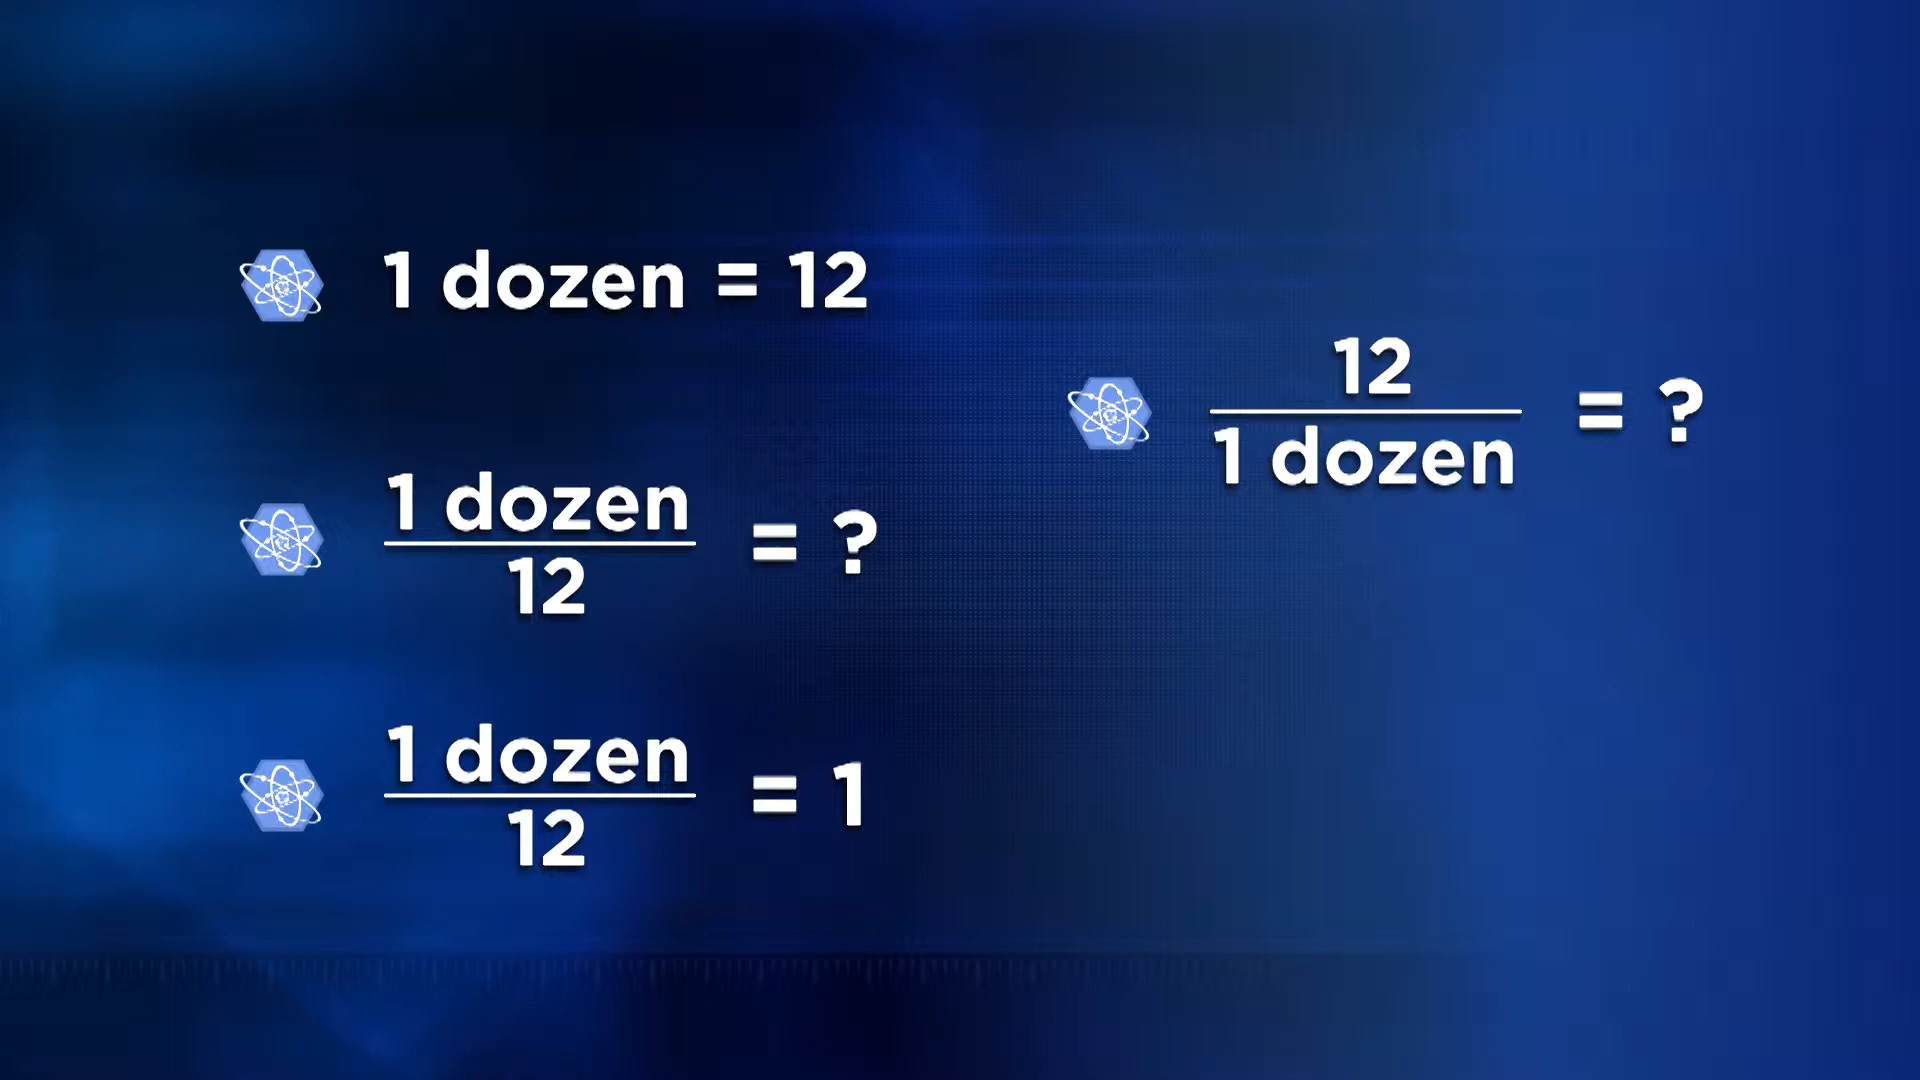 1 dozen = 12
1 dozen
12
= ?
1 dozen
12
= 1
12
1 dozen
= ?